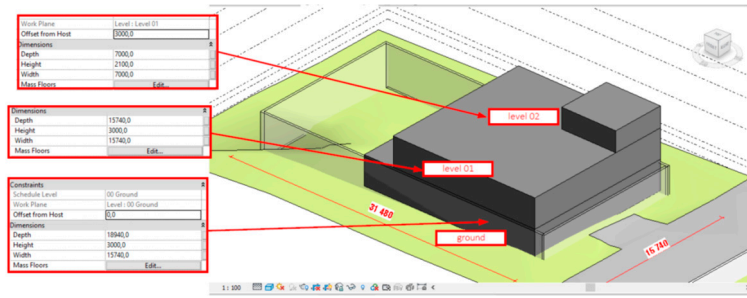 Work Plane Level : Level 01
Offset from Host 3000,0
Dimensions
Depth 7000,0
Height 2100,0
Width 7000,0
Mass Floors Edit...
Dimensions
Depth 15740,0
Height 3000,0
Width 15740,0
Mass Floors Edit...
Constraints
Schedule Level 00 Ground
Work Plane Level : 00 Ground
Offset from Host 0,0
Dimensions
Depth 18940,0
Height 3000,0
Width 15740,0
Mass Floors Edit...
level 02
level 01
ground
31 480
16 740
1 : 100